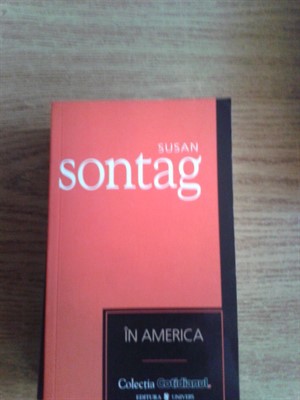 SUSAN
sontag
ÎN AMERICA
Colecția Cotidianul.
EDITURA UNIVERS